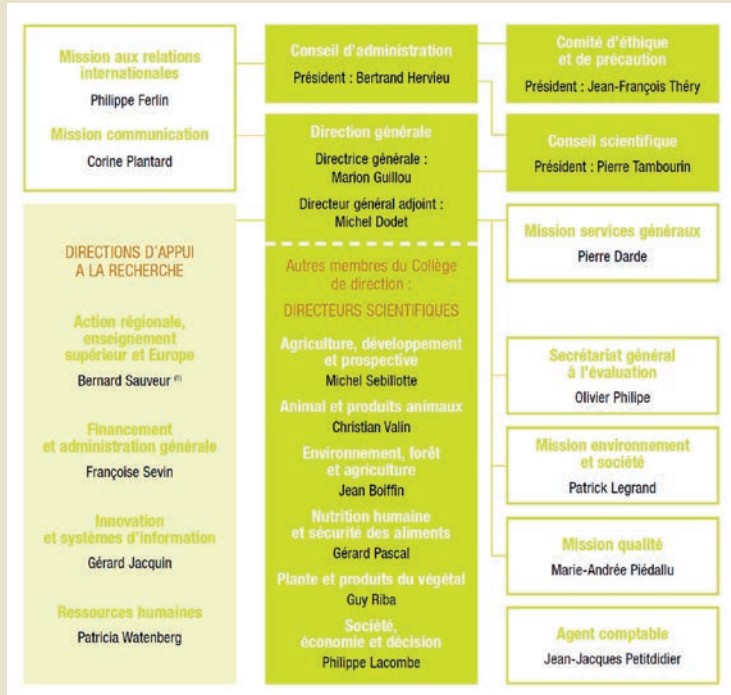 Mission aux relations
internationales
Philippe Ferlin
Mission communication
Corine Plantard
Conseil d'administration
Président : Bertrand Hervieu
Comité d'éthique
et de précaution
Président : Jean-François Théry
Direction générale
Directrice générale :
Marion Guillou
Directeur général adjoint :
Michel Dodet
Conseil scientifique
Président : Pierre Tambourin
DIRECTIONS D'APPUI
A LA RECHERCHE
Action régionale,
enseignement
supérieur et Europe
Bernard Sauveur (1)
Financement
et administration générale
Françoise Sevin
Innovation
et systèmes d'information
Gérard Jacquin
Ressources humaines
Patricia Watenberg
Autres membres du Collège
de direction :
DIRECTEURS SCIENTIFIQUES
Agriculture, développement
et prospective
Michel Sebillotte
Animal et produits animaux
Christian Valin
Environnement, forêt
et agriculture
Jean Boiffin
Nutrition humaine
et sécurité des aliments
Gérard Pascal
Plante et produits du végétal
Guy Riba
Société,
économie et décision
Philippe Lacombe
Mission services généraux
Pierre Darde
Secrétariat général
à l'évaluation
Olivier Philipe
Mission environnement
et société
Patrick Legrand
Mission qualité
Marie-Andrée Piédallu
Agent comptable
Jean-Jacques Petitdidier